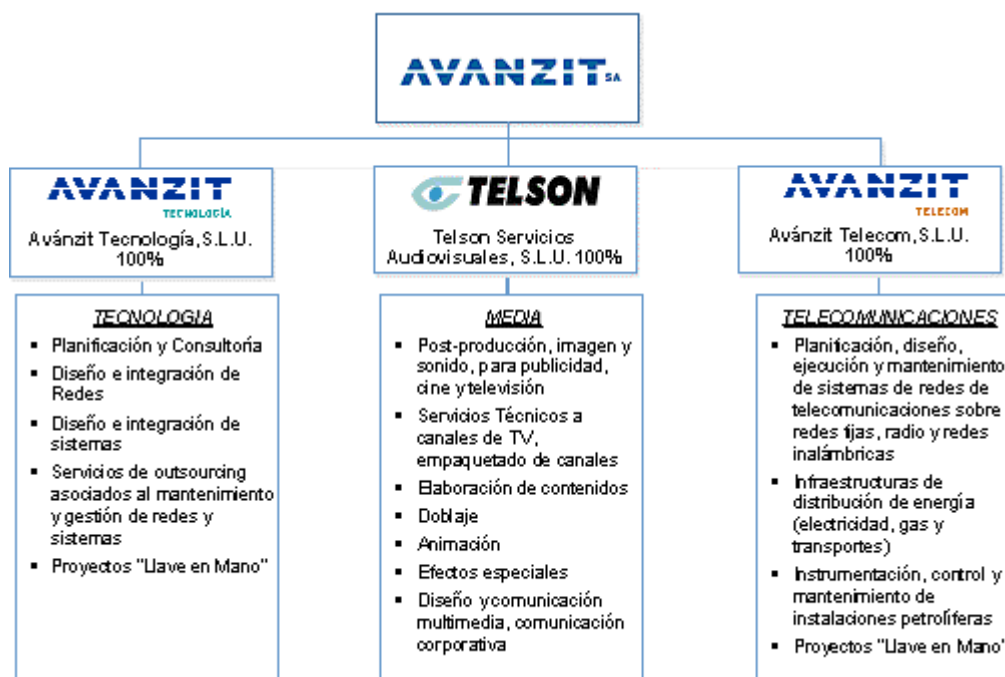 AVANZIT SA
AVANZIT
TECNOLOGÍA
Avánzit Tecnología, S.L.U.
100%
TELSON
Telson Servicios
Audiovisuales, S.L.U. 100%
AVANZIT
TELECOM
Avánzit Telecom, S.L.U.
100%
TECNOLOGIA
▪ Planificación y Consultoría
▪ Diseño e integración de
Redes
▪ Diseño e integración de
sistemas
▪ Servicios de outsourcing
asociados al mantenimiento
y gestión de redes y
sistemas
▪ Proyectos "Llave en Mano"
MEDIA
▪ Post-producción, imagen y
sonido, para publicidad,
cine y televisión
▪ Servicios Técnicos a
canales de TV,
empaquetado de canales
▪ Elaboración de contenidos
▪ Doblaje
▪ Animación
▪ Efectos especiales
▪ Diseño y comunicación
multimedia, comunicación
corporativa
TELECOMUNICACIONES
▪ Planificación, diseño,
ejecución y mantenimiento
de sistemas de redes de
telecomunicaciones sobre
redes fijas, radio y redes
inalámbricas
▪ Infraestructuras de
distribución de energía
(electricidad, gas y
transportes)
▪ Instrumentación, control y
mantenimiento de
instalaciones petrolíferas
▪ Proyectos "Llave en Mano"